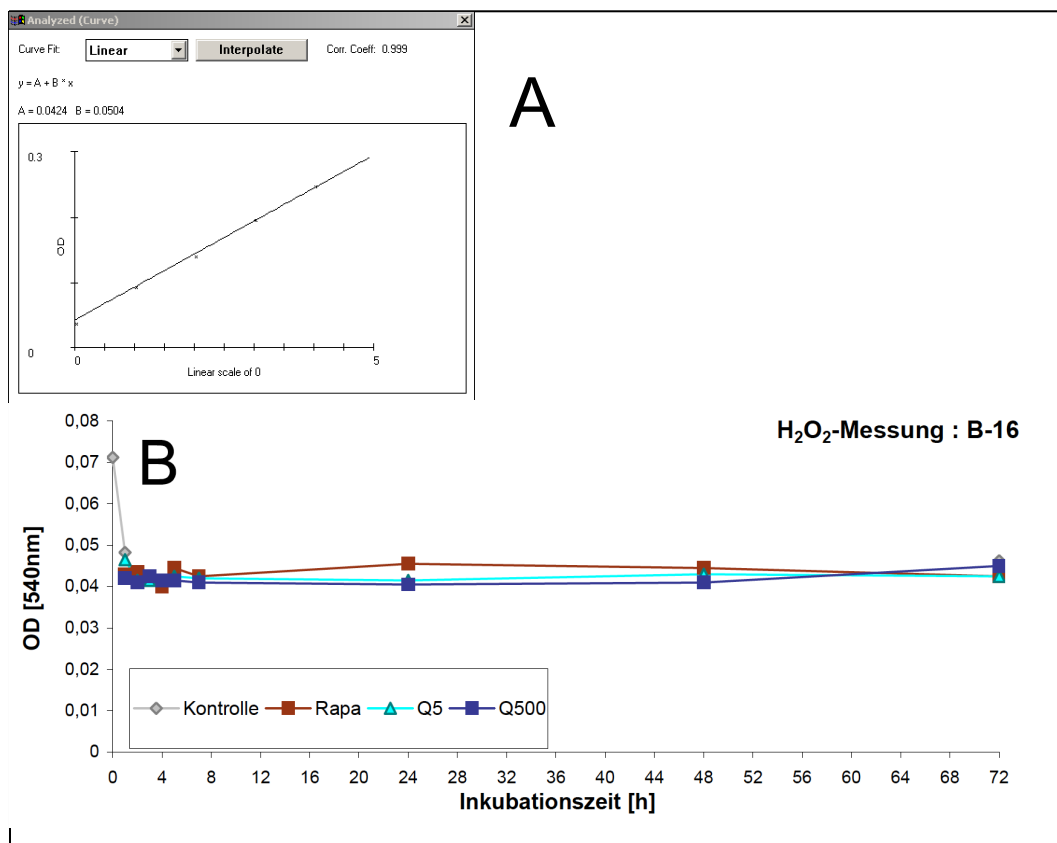 Analyzed (Curve)
Curve Fit: Linear Interpolate Corr. Coeff: 0.999
y = A + B * x
A = 0.0424 B = 0.0504
A
0.3
OD
0
0 5
Linear scale of 0
H₂O₂-Messung : B-16
B
0,08
0,07
0,06
0,05
0,04
0,03
0,02
0,01
0
OD [540nm]
Kontrolle Rapa Q5 Q500
0 4 8 12 16 20 24 28 32 36 40 44 48 52 56 60 64 68 72
Inkubationszeit [h]